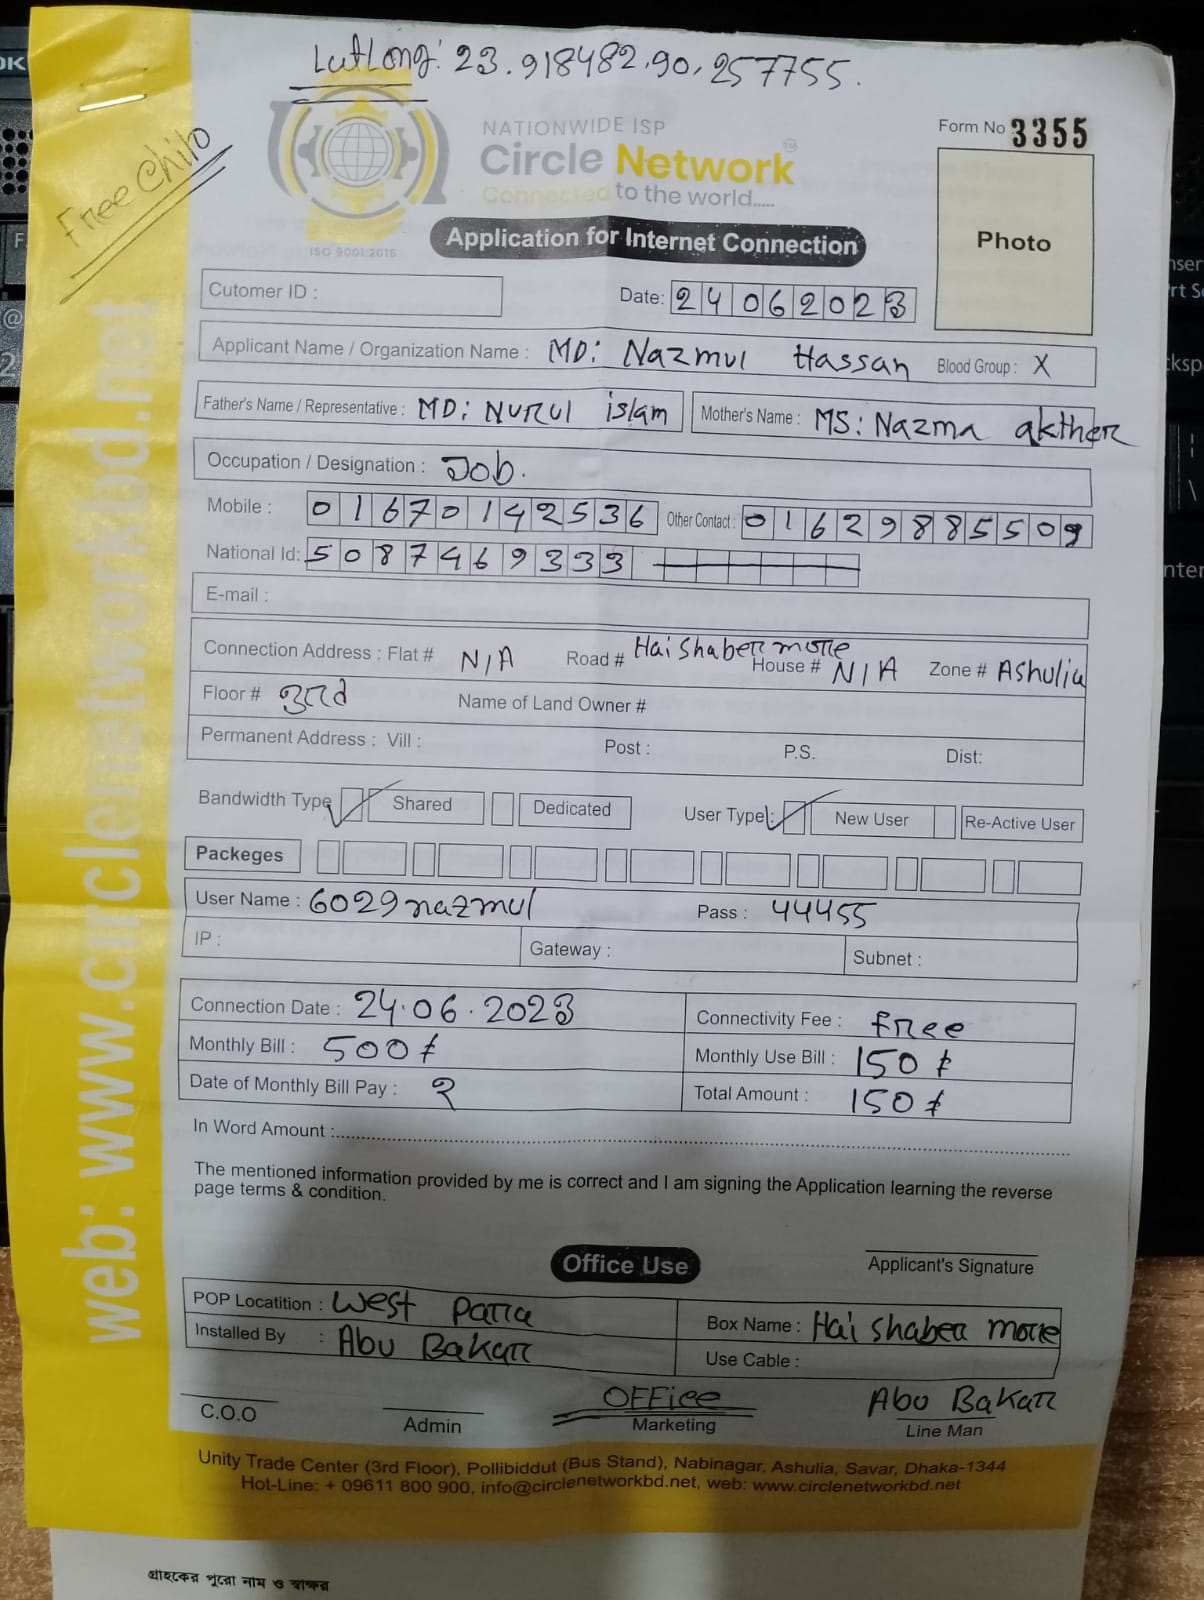 LatLong: 23.918482,90.257755.
Free Chilo
NATIONWIDE ISP
Circle Network
TM
Connected to the world.....
ISO 9001:2015
Form No 3355
Photo
Application for Internet Connection
Cutomer ID :
Date: 24062023
Applicant Name / Organization Name : MD: Nazmul Hassan Blood Group : X
Father's Name / Representative : MD: NURUl islam Mother's Name : MS: Nazma akther
Occupation / Designation : Job.
Mobile : 01670142536 Other Contact : 01629885509
National Id: 5087469333
E-mail :
Connection Address : Flat # N/A Road # Hai Shaber more House # N/A Zone # Ashulia
Floor # 3rd Name of Land Owner #
Permanent Address : Vill : Post : P.S. Dist:
Bandwidth Type Shared Dedicated User Type : New User Re-Active User
Packeges
User Name : 6029nazmul Pass : 44455
IP : Gateway : Subnet :
Connection Date : 24.06.2023 Connectivity Fee : free
Monthly Bill : 500 ৳ Monthly Use Bill : 150 ৳
Date of Monthly Bill Pay : ২ Total Amount : 150 ৳
In Word Amount :
The mentioned information provided by me is correct and I am signing the Application learning the reverse
page terms & condition.
Applicant's Signature
Office Use
POP Locatition : West Para Box Name : Hai shaber more
Installed By : Abu Bakar Use Cable :
C.O.O Admin OFFice Marketing Abu Bakar Line Man
Unity Trade Center (3rd Floor), Pollibiddut (Bus Stand), Nabinagar, Ashulia, Savar, Dhaka-1344
Hot-Line: + 09611 800 900, info@circlenetworkbd.net, web: www.circlenetworkbd.net
web: www.circlenetworkbd.net
গ্রাহকের পুরো নাম ও স্বাক্ষর